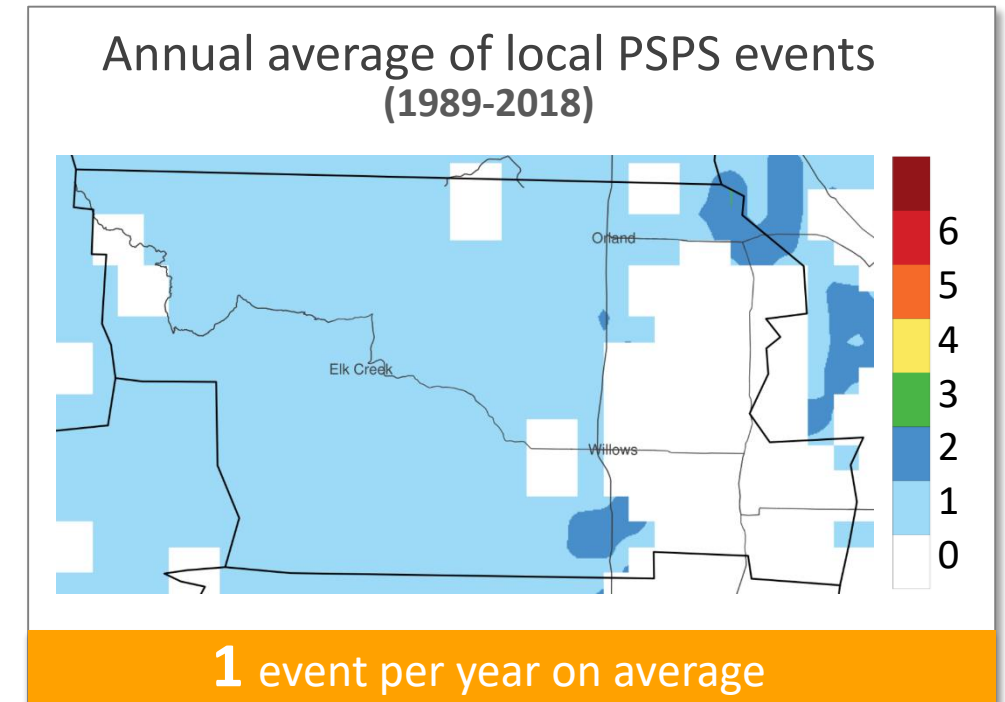 Annual average of local PSPS events
(1989-2018)
Orland
Elk Creek
Willows
6
5
4
3
2
1
0
1 event per year on average